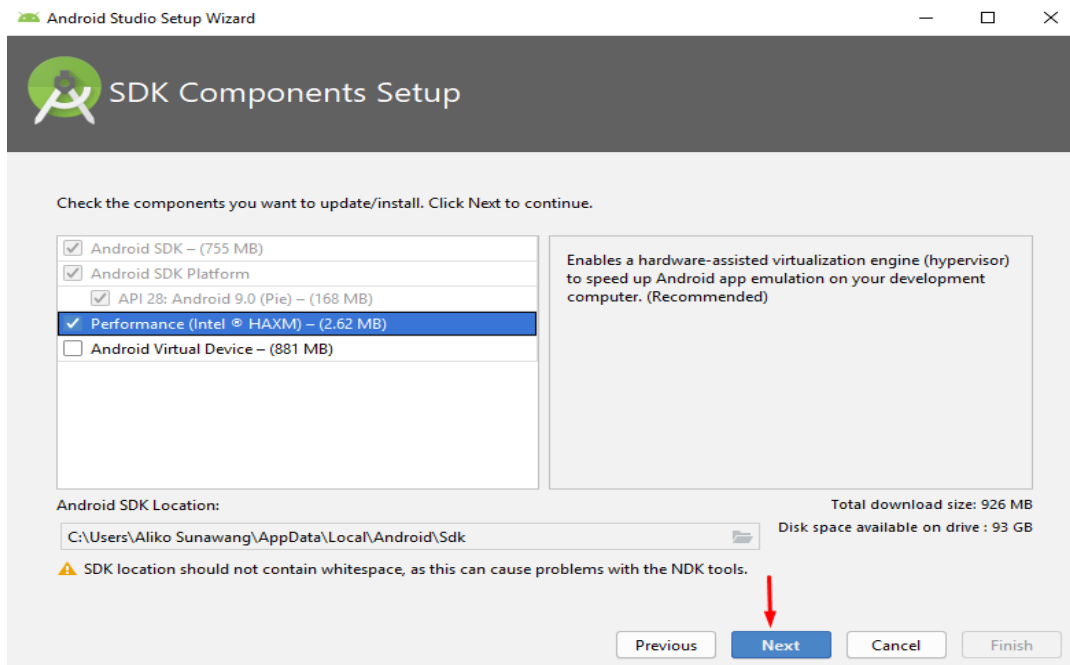 Android Studio Setup Wizard
SDK Components Setup
Check the components you want to update/install. Click Next to continue.
Android SDK – (755 MB)
Android SDK Platform
API 28: Android 9.0 (Pie) – (168 MB)
Performance (Intel ® HAXM) – (2.62 MB)
Android Virtual Device – (881 MB)
Enables a hardware-assisted virtualization engine (hypervisor)
to speed up Android app emulation on your development
computer. (Recommended)
Android SDK Location:
Total download size: 926 MB
C:\Users\Aliko Sunawang\AppData\Local\Android\Sdk
Disk space available on drive : 93 GB
SDK location should not contain whitespace, as this can cause problems with the NDK tools.
Previous
Next
Cancel
Finish